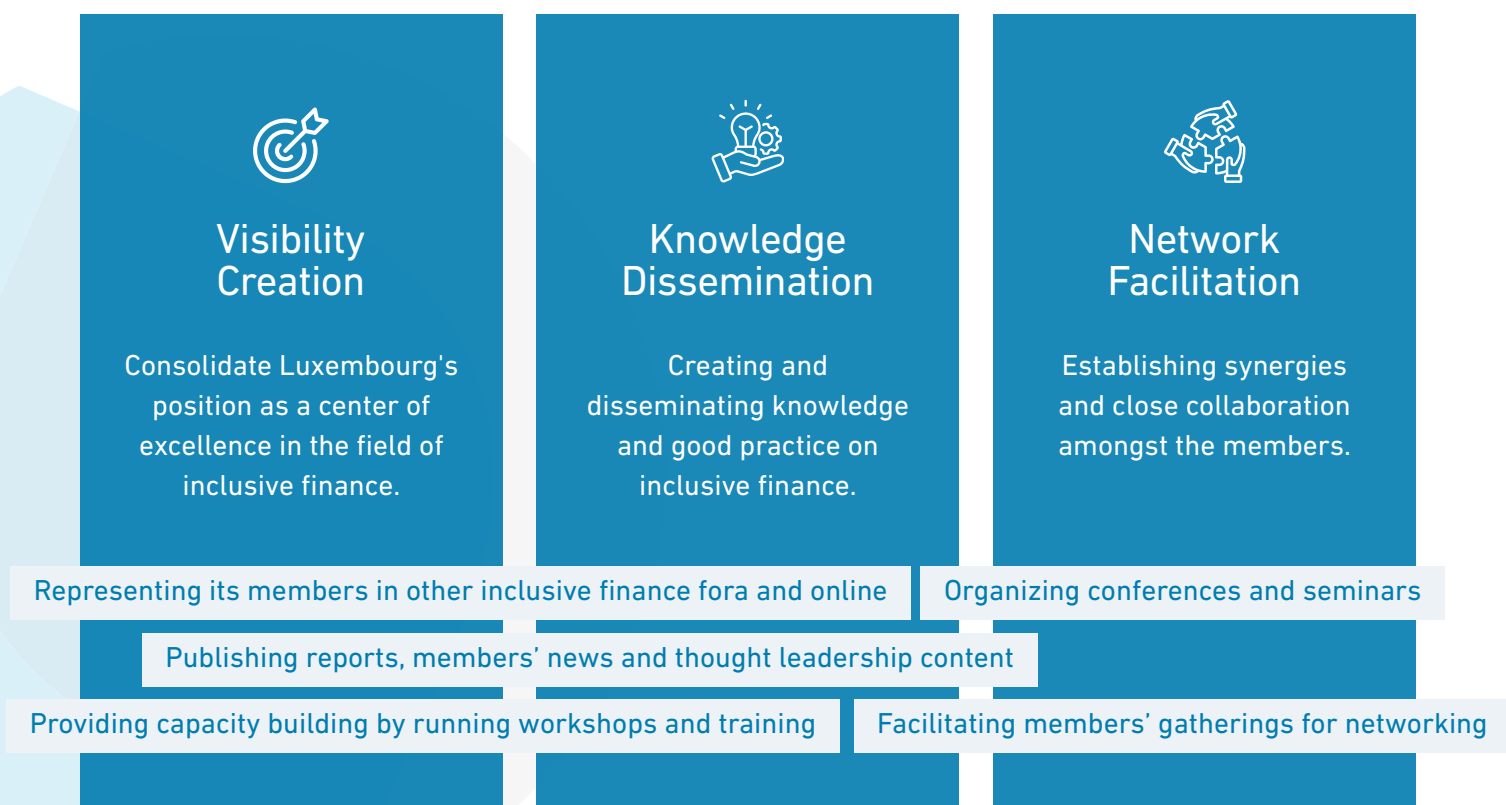 Visibility
Creation
Consolidate Luxembourg's
position as a center of
excellence in the field of
inclusive finance.
Knowledge
Dissemination
Creating and
disseminating knowledge
and good practice on
inclusive finance.
Network
Facilitation
Establishing synergies
and close collaboration
amongst the members.
Representing its members in other inclusive finance fora and online
Organizing conferences and seminars
Publishing reports, members’ news and thought leadership content
Providing capacity building by running workshops and training
Facilitating members’ gatherings for networking